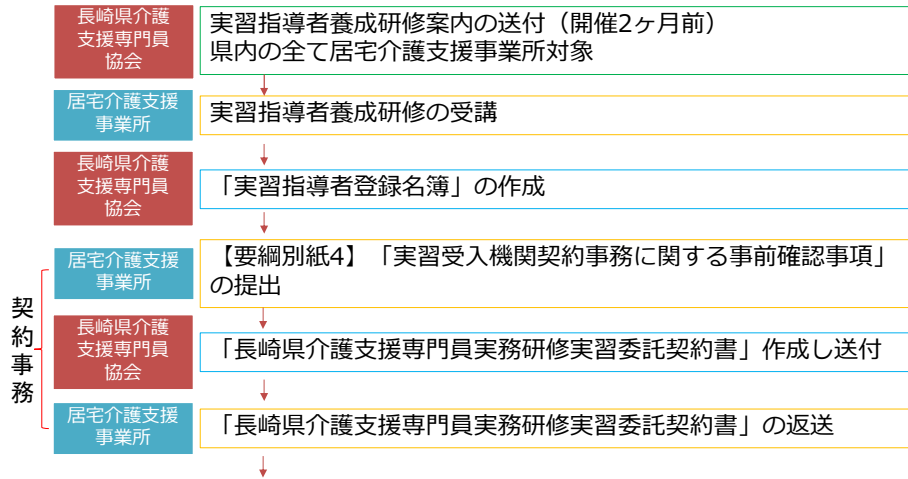 長崎県介護
支援専門員
協会
実習指導者養成研修案内の送付（開催2ヶ月前）
県内の全て居宅介護支援事業所対象
居宅介護支援
事業所
実習指導者養成研修の受講
長崎県介護
支援専門員
協会
「実習指導者登録名簿」の作成
契約事務
居宅介護支援
事業所
【要綱別紙4】「実習受入機関契約事務に関する事前確認事項」
の提出
長崎県介護
支援専門員
協会
「長崎県介護支援専門員実務研修実習委託契約書」作成し送付
居宅介護支援
事業所
「長崎県介護支援専門員実務研修実習委託契約書」の返送